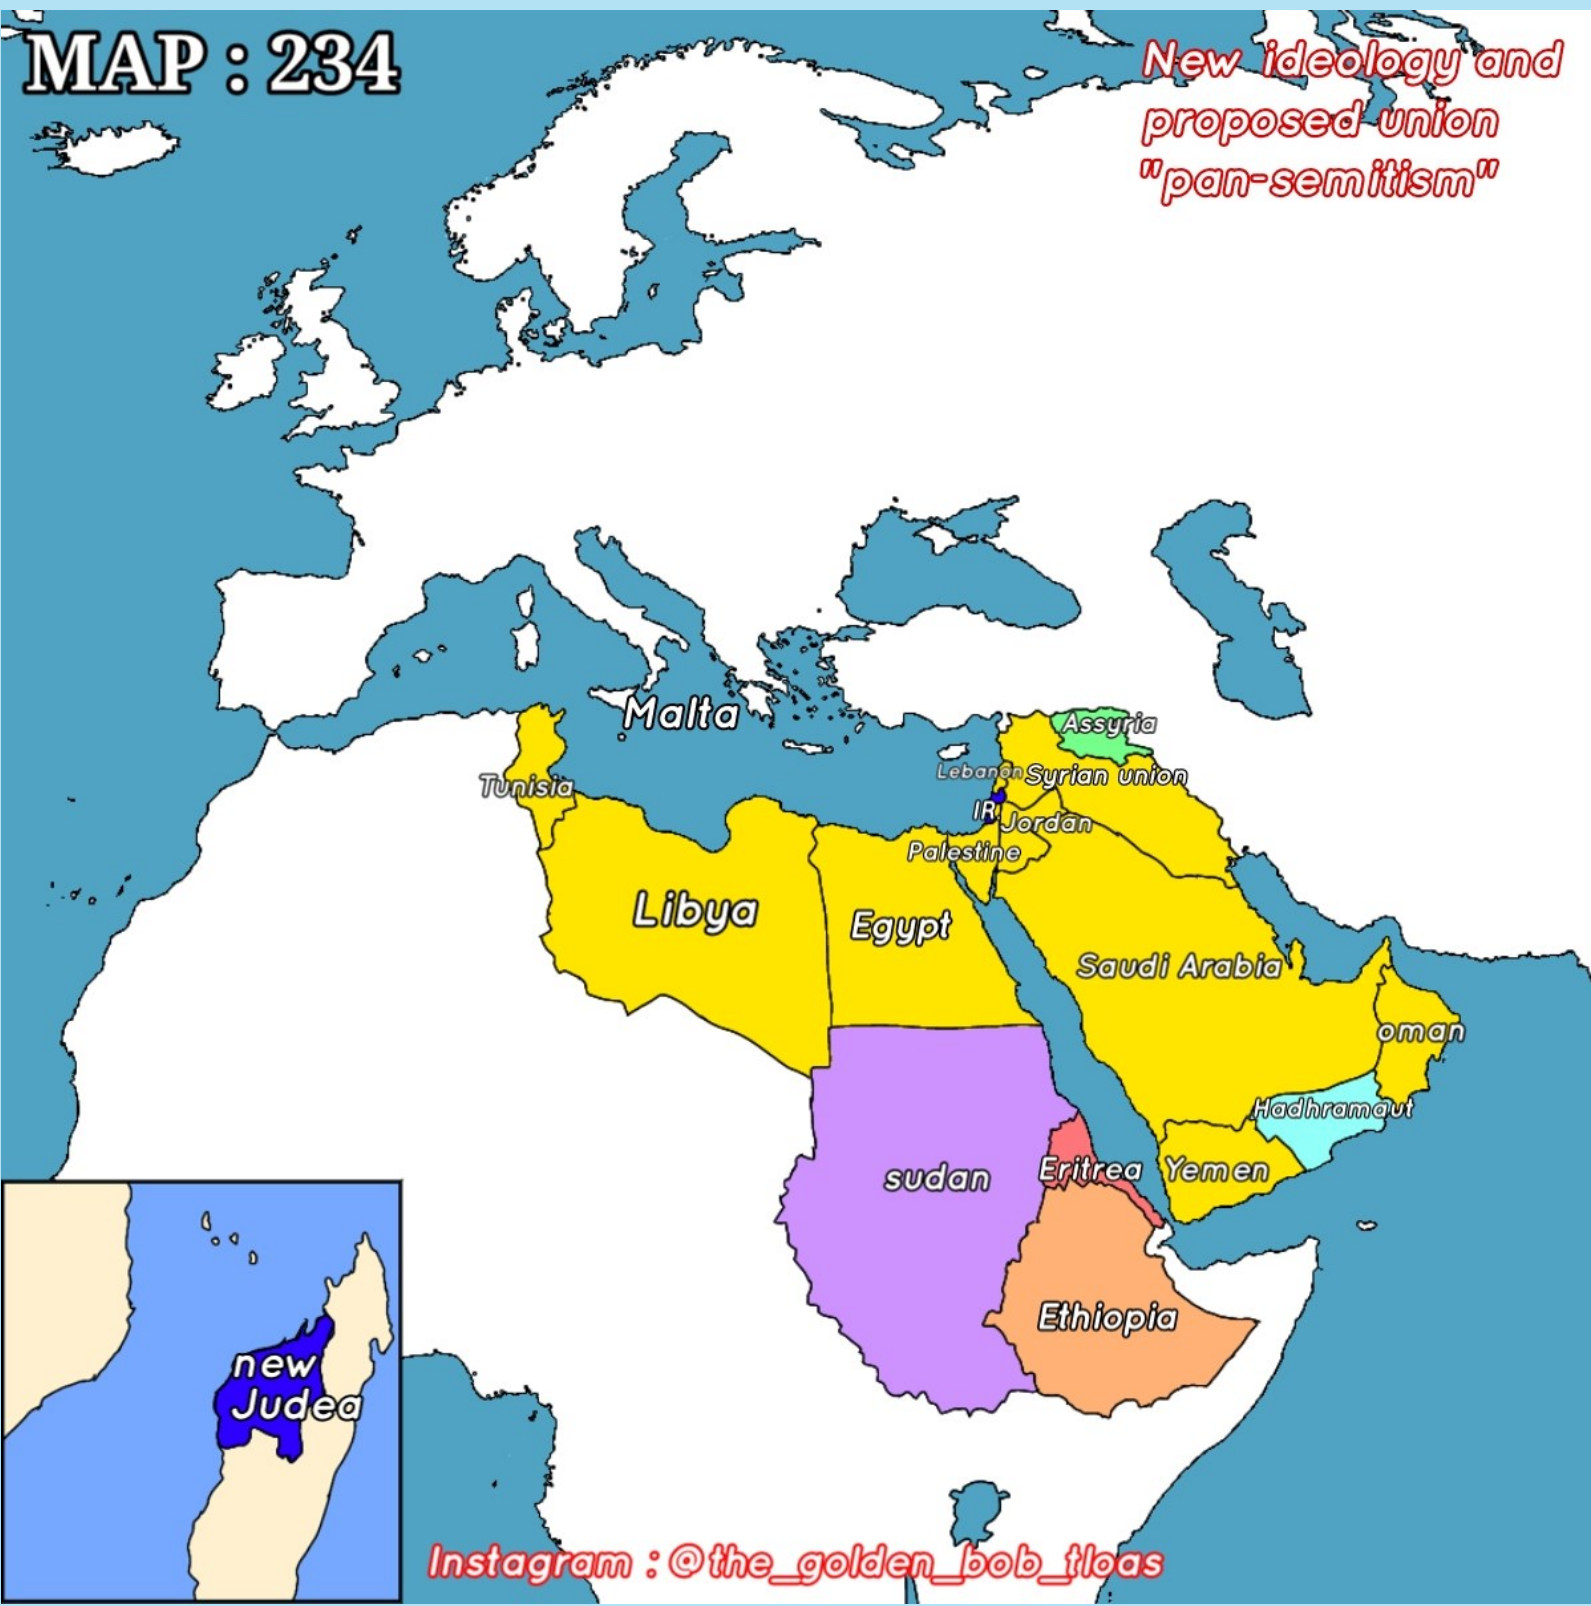 MAP : 234
New ideology and
proposed union
"pan-semitism"
Malta
Assyria
Lebanon
Syrian union
Tunisia
IR.
Jordan
Palestine
Libya
Egypt
Saudi Arabia
oman
Hadhramaut
sudan
Eritrea
Yemen
Ethiopia
new
Judea
Instagram : @the_golden_bob_tloas